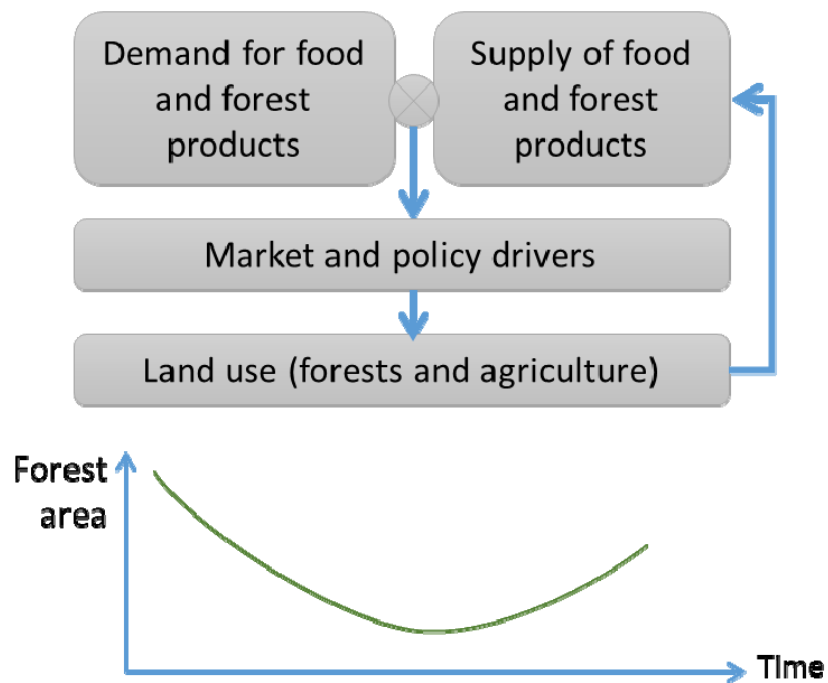 Demand for food
and forest
products
Supply of food
and forest
products
Market and policy drivers
Land use (forests and agriculture)
Forest
area
Time